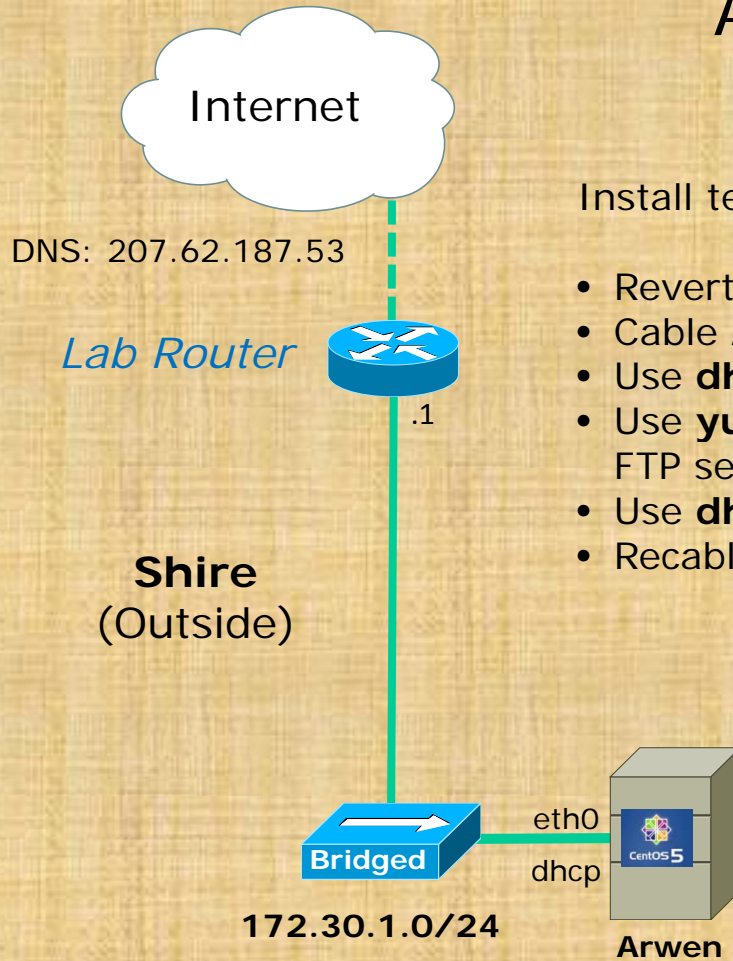 A
Internet
Install te
DNS: 207.62.187.53
• Revert
• Cable
Lab Router
• Use dh
.1
• Use yu
FTP se
• Use dh
• Recabl
Shire
(Outside)
eth0
CentOS 5
Bridged
dhcp
172.30.1.0/24
Arwen